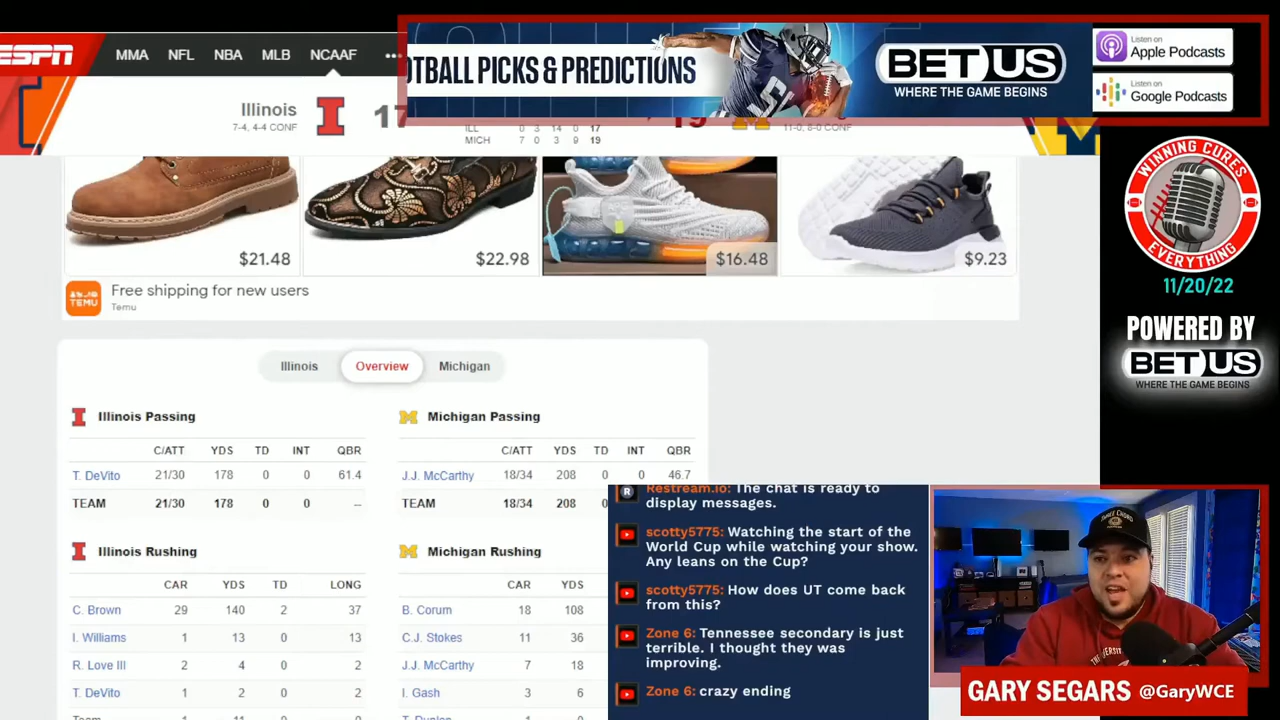 ESPN
MMA NFL NBA MLB NCAAF ...
OTBALL PICKS & PREDICTIONS
BETUS
WHERE THE GAME BEGINS
Listen on
Apple Podcasts
Listen on
Google Podcasts
Illinois
7-4, 4-4 CONF
I
17
ILL 0 3 14 0 17
MICH 7 0 3 9 19
19
11-0, 8-0 CONF
$21.48
$22.98
$16.48
$9.23
TEMU
Free shipping for new users
Temu
WINNING CURES
EVERYTHING
11/20/22
POWERED BY
BETUS
WHERE THE GAME BEGINS
Illinois Overview Michigan
Illinois Passing
C/ATT YDS TD INT QBR
T. DeVito 21/30 178 0 0 61.4
TEAM 21/30 178 0 0 --
Michigan Passing
C/ATT YDS TD INT QBR
J.J. McCarthy 18/34 208 0 0 46.7
TEAM 18/34 208
Illinois Rushing
CAR YDS TD LONG
C. Brown 29 140 2 37
I. Williams 1 13 0 13
R. Love III 2 4 0 2
T. DeVito 1 2 0 2
Michigan Rushing
CAR YDS
B. Corum 18 108
C.J. Stokes 11 36
J.J. McCarthy 7 18
I. Gash 3 6
Restream.io: The chat is ready to
display messages.
scotty5775: Watching the start of the
World Cup while watching your show.
Any leans on the Cup?
scotty5775: How does UT come back
from this?
Zone 6: Tennessee secondary is just
terrible. I thought they was
improving.
Zone 6: crazy ending
GARY SEGARS @GaryWCE